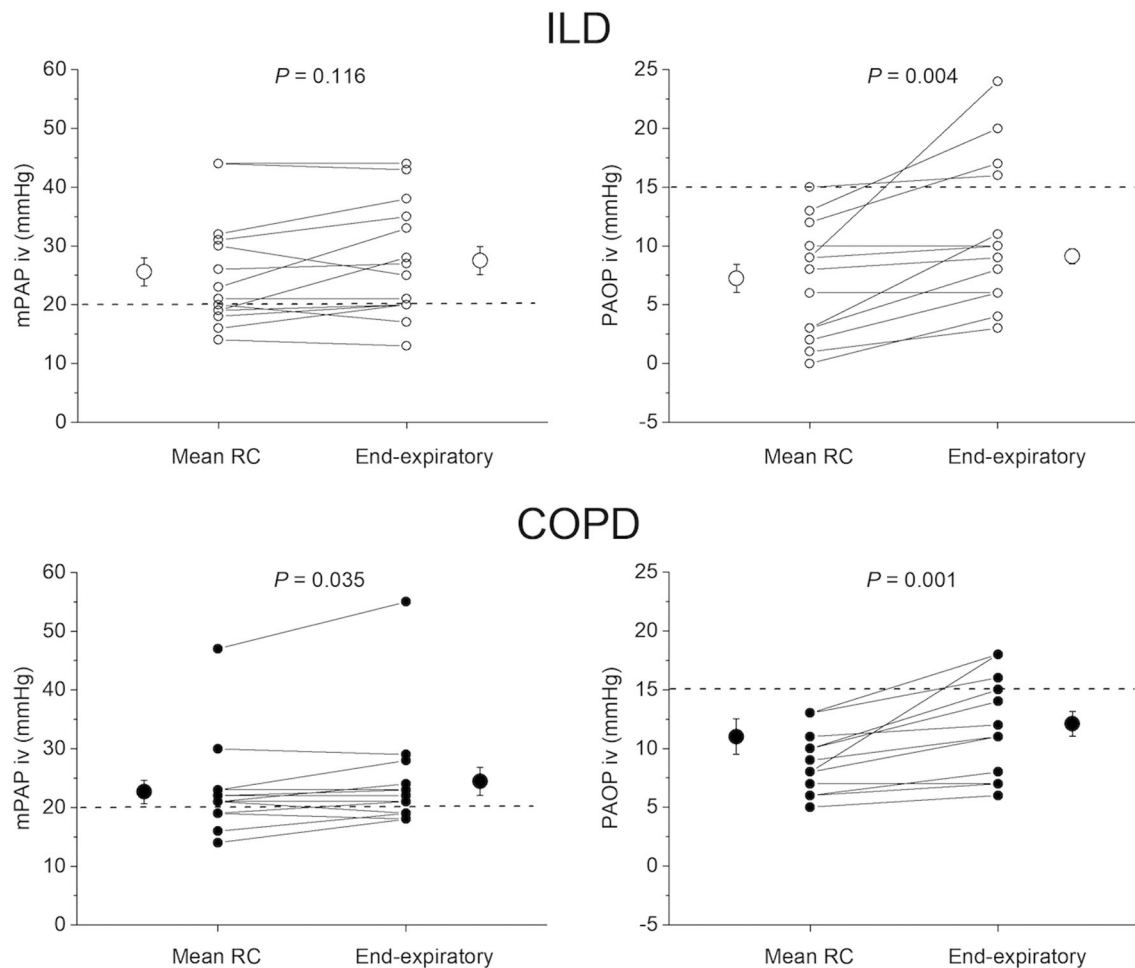 ILD
P = 0.116
mPAP iv (mmHg)
60
50
40
30
20
10
0
Mean RC End-expiratory
P = 0.004
PAOP iv (mmHg)
25
20
15
10
5
0
-5
Mean RC End-expiratory
COPD
P = 0.035
mPAP iv (mmHg)
60
50
40
30
20
10
0
Mean RC End-expiratory
P = 0.001
PAOP iv (mmHg)
25
20
15
10
5
0
-5
Mean RC End-expiratory